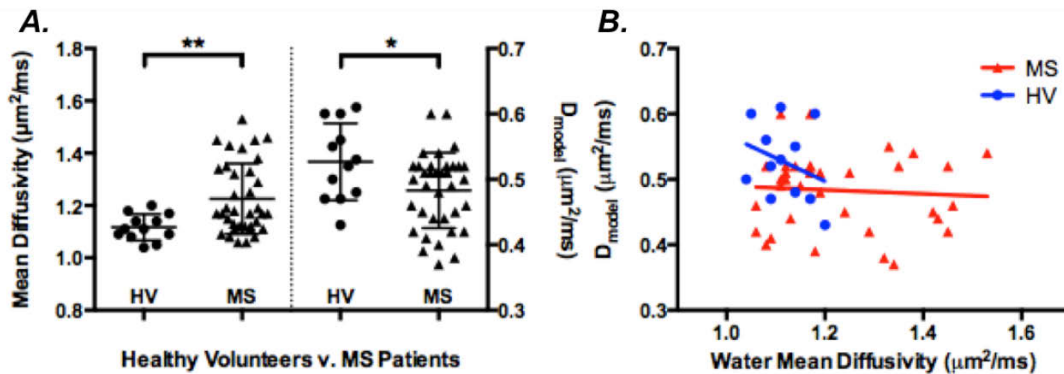 A.
**
*
1.8
1.6
1.4
1.2
1.0
0.8
Mean Diffusivity (μm²/ms)
HV
MS
HV
MS
0.7
0.6
0.5
0.4
0.3
D_model (μm²/ms)
Healthy Volunteers v. MS Patients
B.
MS
HV
0.7
0.6
0.5
0.4
0.3
D_model (μm²/ms)
1.0
1.2
1.4
1.6
Water Mean Diffusivity (μm²/ms)